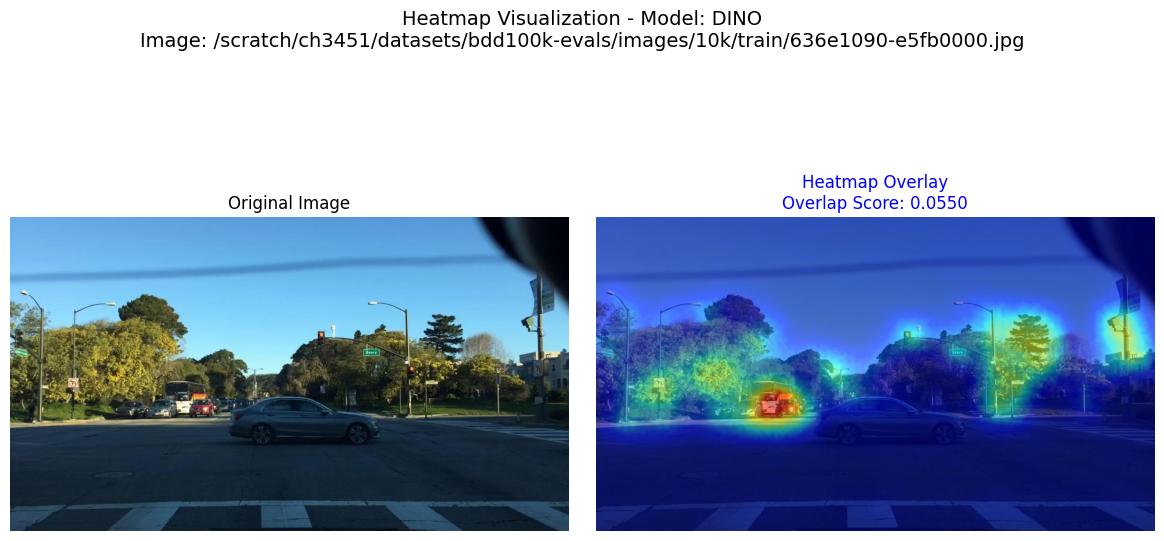 Heatmap Visualization - Model: DINO
Image: /scratch/ch3451/datasets/bdd100k-evals/images/10k/train/636e1090-e5fb0000.jpg
Original Image
Heatmap Overlay
Overlap Score: 0.0550